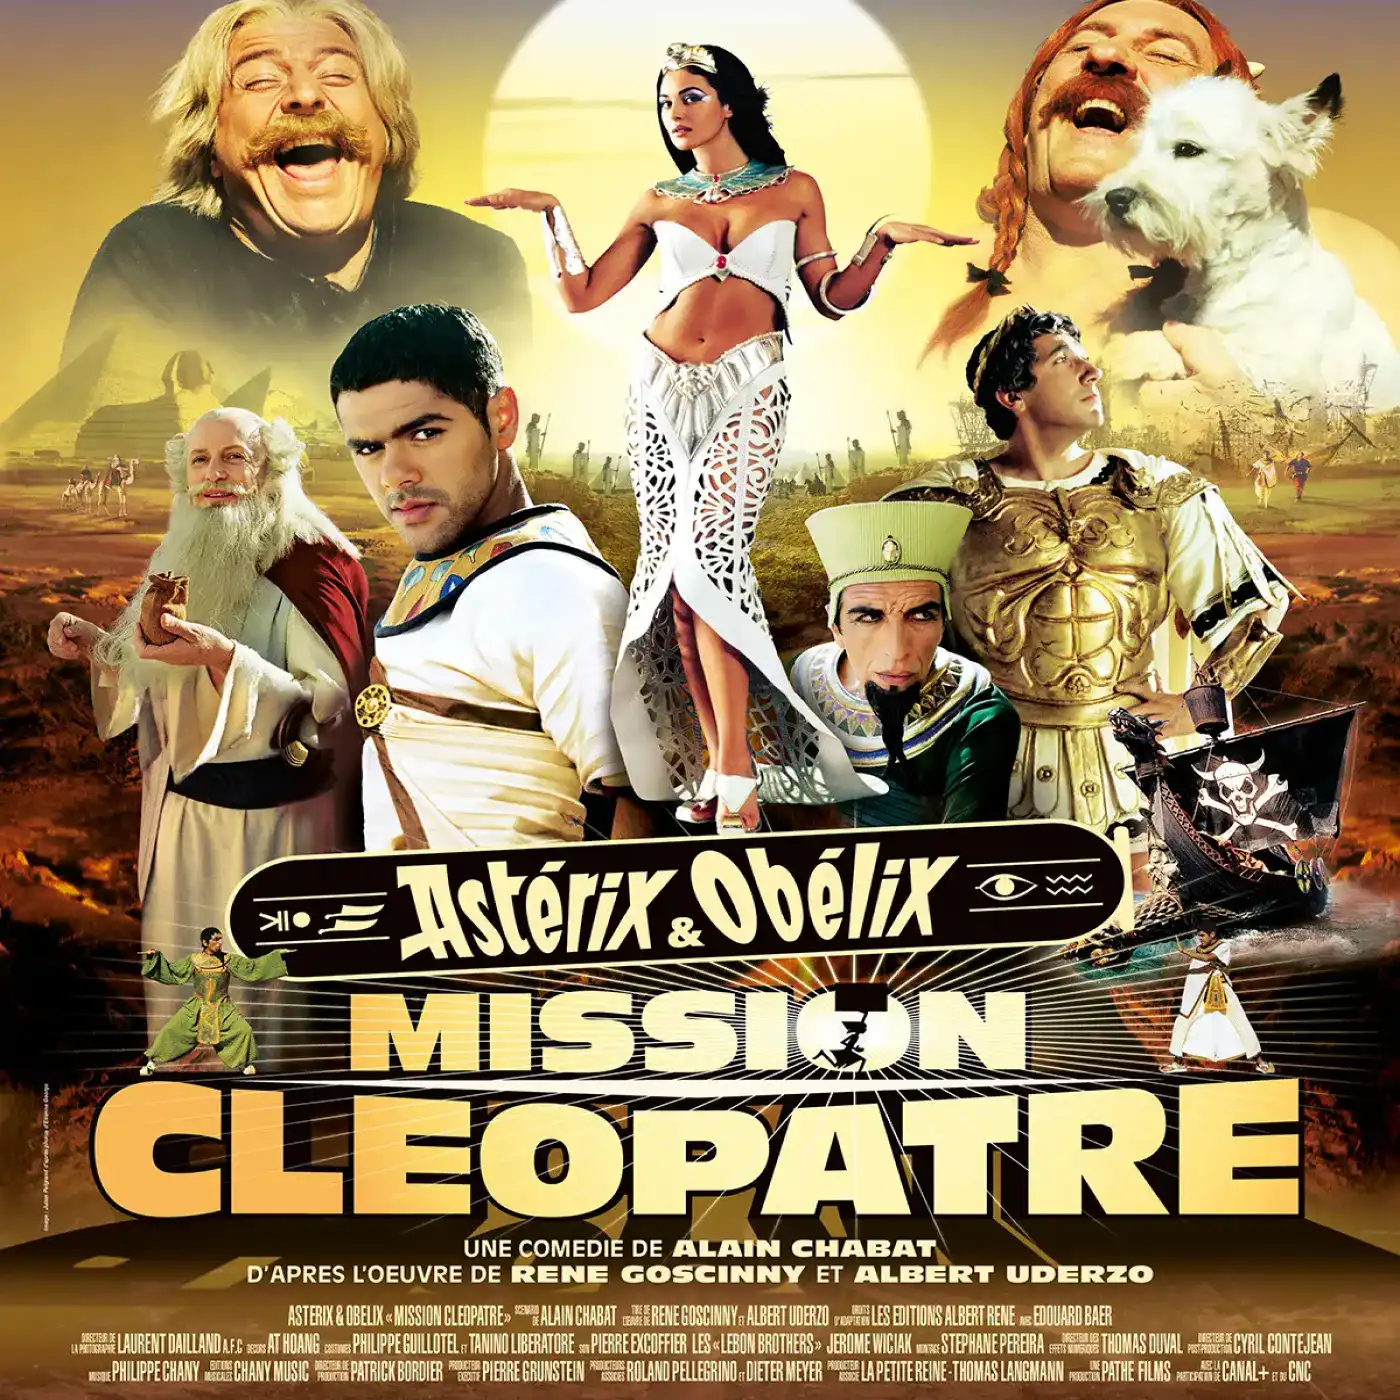 Astérix & Obélix
MISSION
CLEOPATRE
UNE COMEDIE DE ALAIN CHABAT
D'APRES L'OEUVRE DE RENE GOSCINNY ET ALBERT UDERZO
ASTERIX & OBELIX «MISSION CLEOPATRE» SCENARIO DE ALAIN CHABAT TIRE DE L'OEUVRE DE RENE GOSCINNY ET ALBERT UDERZO DROITS D'ADAPTATION LES EDITIONS ALBERT RENE AVEC EDOUARD BAER
DIRECTEUR DE LA PHOTOGRAPHIE LAURENT DAILLAND A.F.C DECORS AT HOANG COSTUMES PHILIPPE GUILLOTEL ET TANINO LIBERATORE SON PIERRE EXCOFFIER LES «LEBON BROTHERS» JEROME WICIAK MONTAGE STEPHANE PEREIRA DIRECTEUR DES EFFETS NUMERIQUES THOMAS DUVAL DIRECTEUR DE POST-PRODUCTION CYRIL CONTEJEAN
MUSIQUE PHILIPPE CHANY EDITIONS MUSICALES CHANY MUSIC DIRECTEUR DE PRODUCTION PATRICK BORDIER PRODUCTEUR EXECUTIF PIERRE GRUNSTEIN PRODUCTEURS ASSOCIES ROLAND PELLEGRINO ET DIETER MEYER PRODUCTEUR ASSOCIE LA PETITE REINE - THOMAS LANGMANN UNE PRODUCTION PATHE FILMS AVEC LA PARTICIPATION DE CANAL+ ET DU CNC